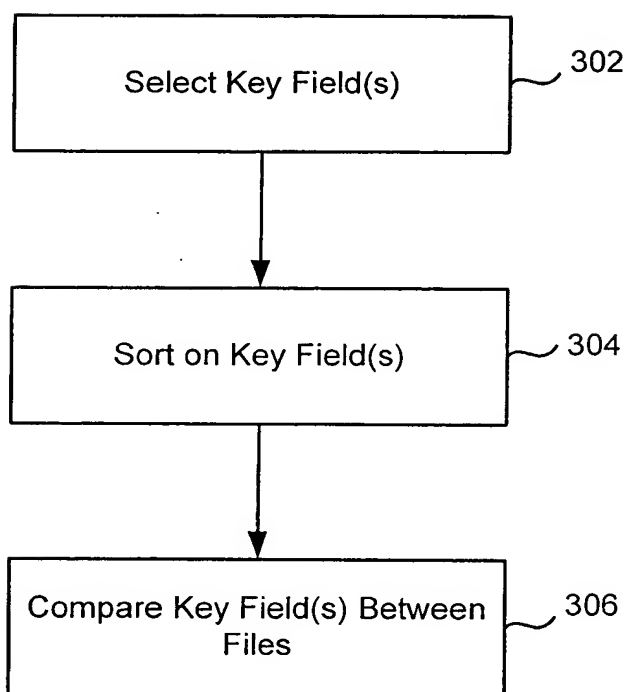 Select Key Field(s)
302
Sort on Key Field(s)
304
Compare Key Field(s) Between
Files
306